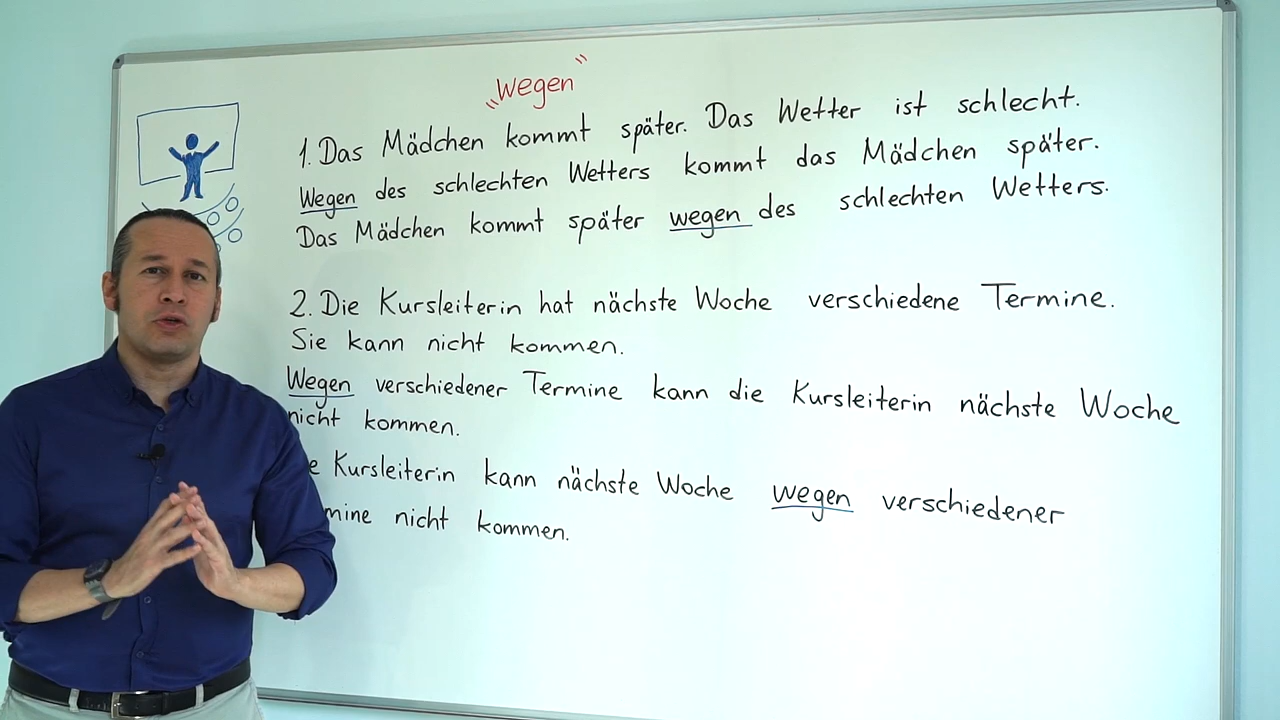 „Wegen"
1. Das Mädchen kommt später. Das Wetter ist schlecht.
Wegen des schlechten Wetters kommt das Mädchen später.
Das Mädchen kommt später wegen des schlechten Wetters.
2. Die Kursleiterin hat nächste Woche verschiedene Termine.
Sie kann nicht kommen.
Wegen verschiedener Termine kann die Kursleiterin nächste Woche
nicht kommen.
e Kursleiterin kann nächste Woche wegen verschiedener
mine nicht kommen.